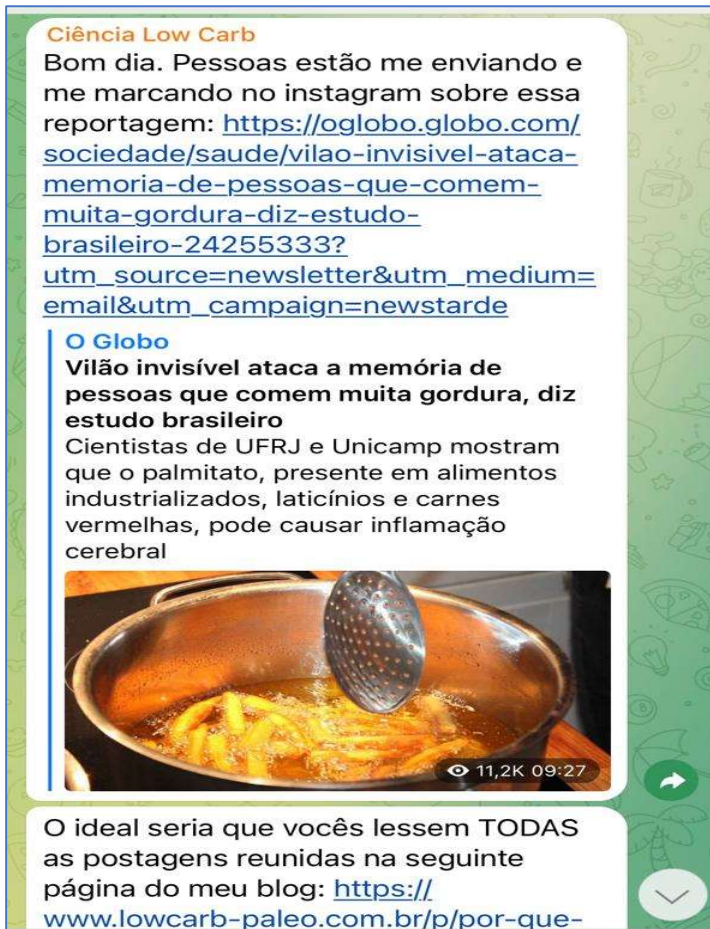 Ciência Low Carb
Bom dia. Pessoas estão me enviando e
me marcando no instagram sobre essa
reportagem: https://oglobo.globo.com/
sociedade/saude/vilao-invisivel-ataca-
memoria-de-pessoas-que-comem-
muita-gordura-diz-estudo-
brasileiro-24255333?
utm_source=newsletter&utm_medium=
email&utm_campaign=newstarde
O Globo
Vilão invisível ataca a memória de
pessoas que comem muita gordura, diz
estudo brasileiro
Cientistas de UFRJ e Unicamp mostram
que o palmitato, presente em alimentos
industrializados, laticínios e carnes
vermelhas, pode causar inflamação
cerebral
11,2K 09:27
O ideal seria que vocês lessem TODAS
as postagens reunidas na seguinte
página do meu blog: https://
www.lowcarb-paleo.com.br/p/por-que-